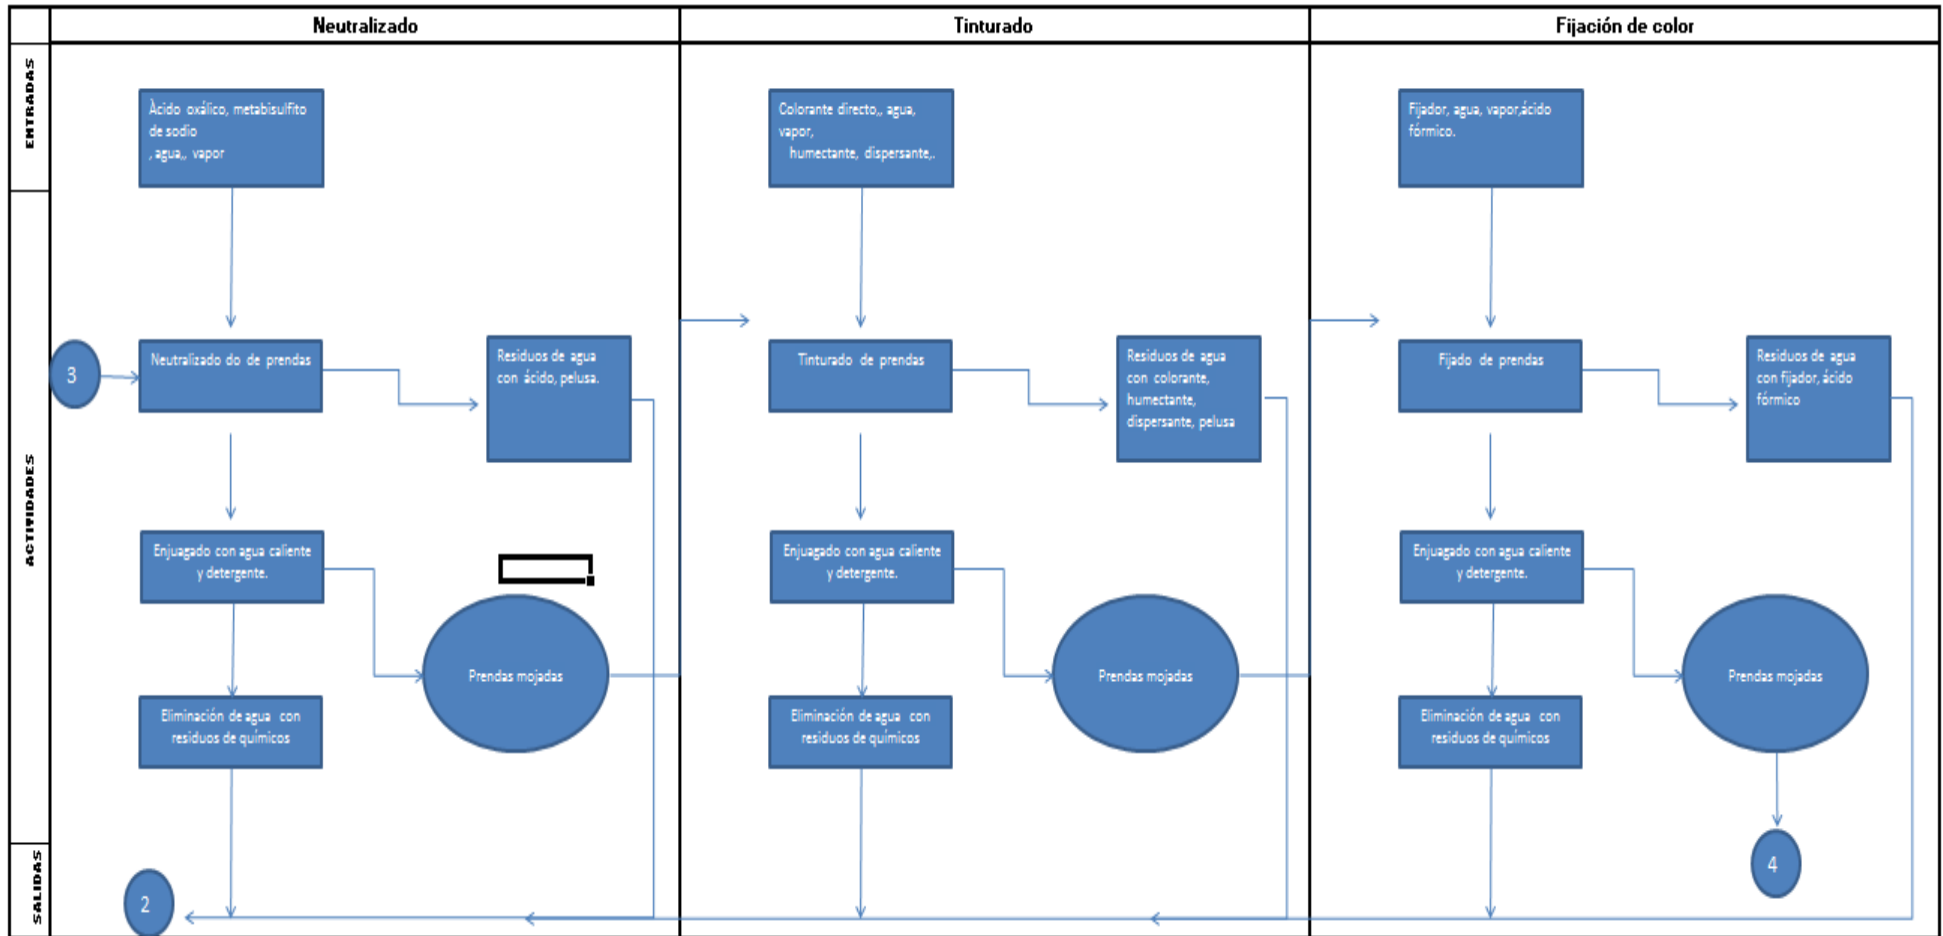 Neutralizado
Tinturado
Fijación de color
ENTRADAS
Àcido oxálico, metabisulfito
de sodio
, agua,, vapor
Colorante directo,, agua,
vapor,
humectante, dispersante,.
Fijador, agua, vapor,ácido
fórmico.
ACTIVIDADES
3
Neutralizado do de prendas
Residuos de agua
con ácido, pelusa.
Tinturado de prendas
Residuos de agua
con colorante,
humectante,
dispersante, pelusa
Fijado de prendas
Residuos de agua
con fijador, ácido
fórmico
Enjuagado con agua caliente
y detergente.
Prendas mojadas
Enjuagado con agua caliente
y detergente.
Prendas mojadas
Enjuagado con agua caliente
y detergente.
Prendas mojadas
Eliminación de agua con
residuos de químicos
Eliminación de agua con
residuos de químicos
Eliminación de agua con
residuos de químicos
SALIDAS
2
4